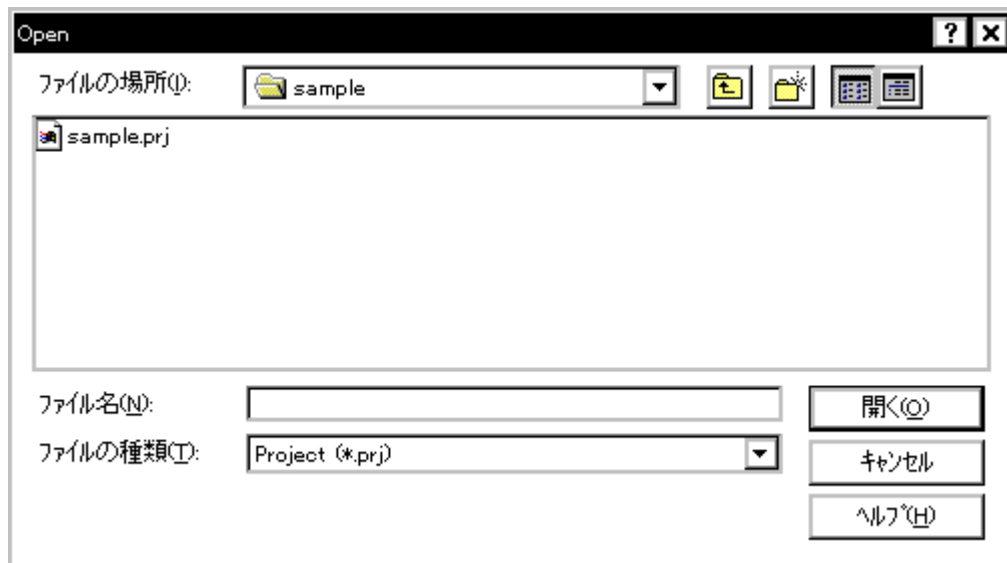 Open
ファイルの場所(I):
sample
sample.prj
ファイル名(N):
開く(O)
ファイルの種類(T):
Project (*.prj)
キャンセル
ヘルプ(H)